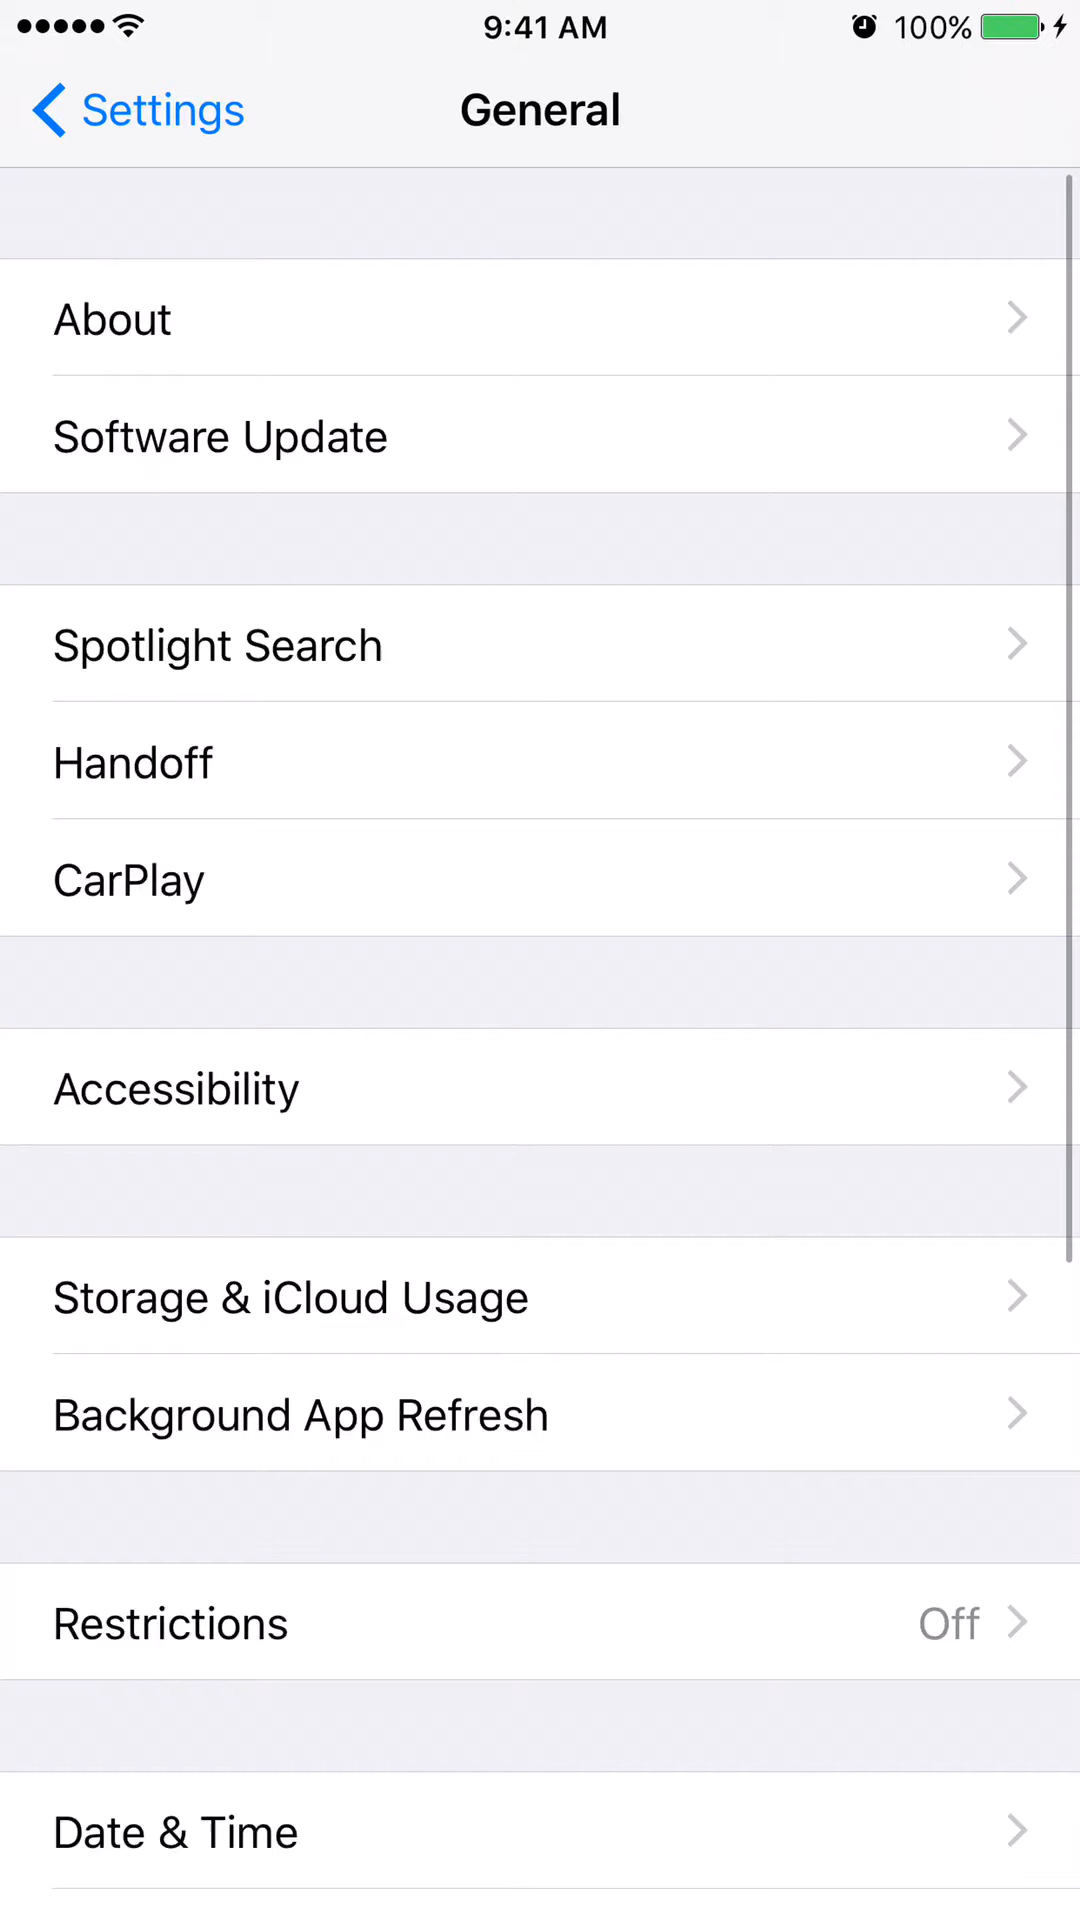 9:41 AM
100%
Settings
General
About
Software Update
Spotlight Search
Handoff
CarPlay
Accessibility
Storage & iCloud Usage
Background App Refresh
Restrictions Off
Date & Time